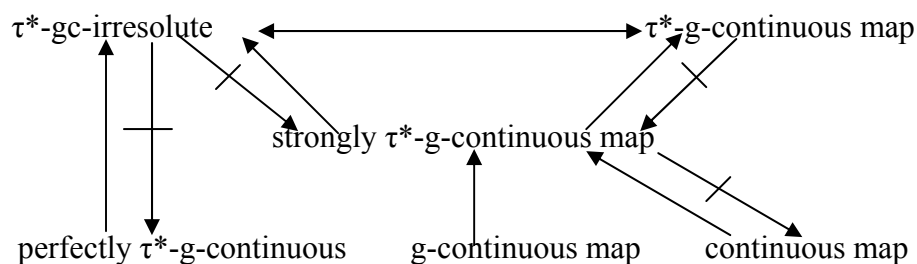 τ*-gc-irresolute τ*-g-continuous map
strongly τ*-g-continuous map
perfectly τ*-g-continuous g-continuous map continuous map